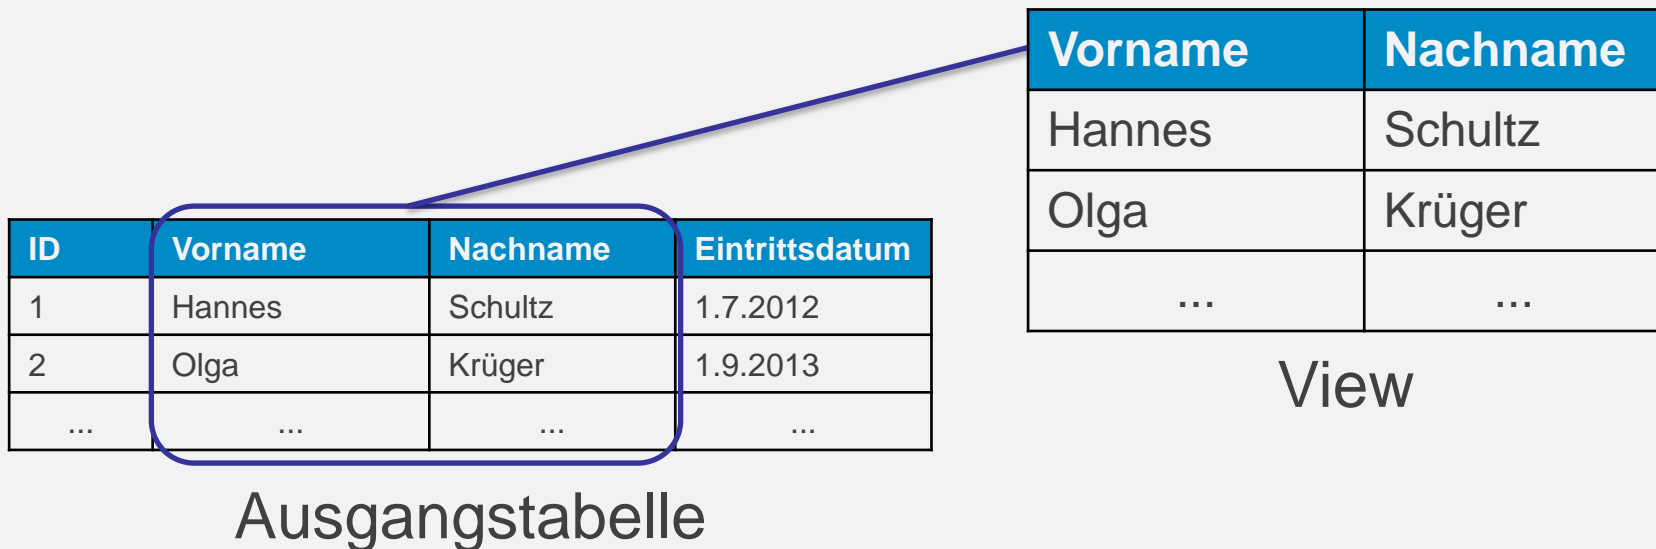 Vorname Nachname
Hannes Schultz
Olga Krüger
... ...
View
ID Vorname Nachname Eintrittsdatum
1 Hannes Schultz 1.7.2012
2 Olga Krüger 1.9.2013
... ... ... ...
Ausgangstabelle